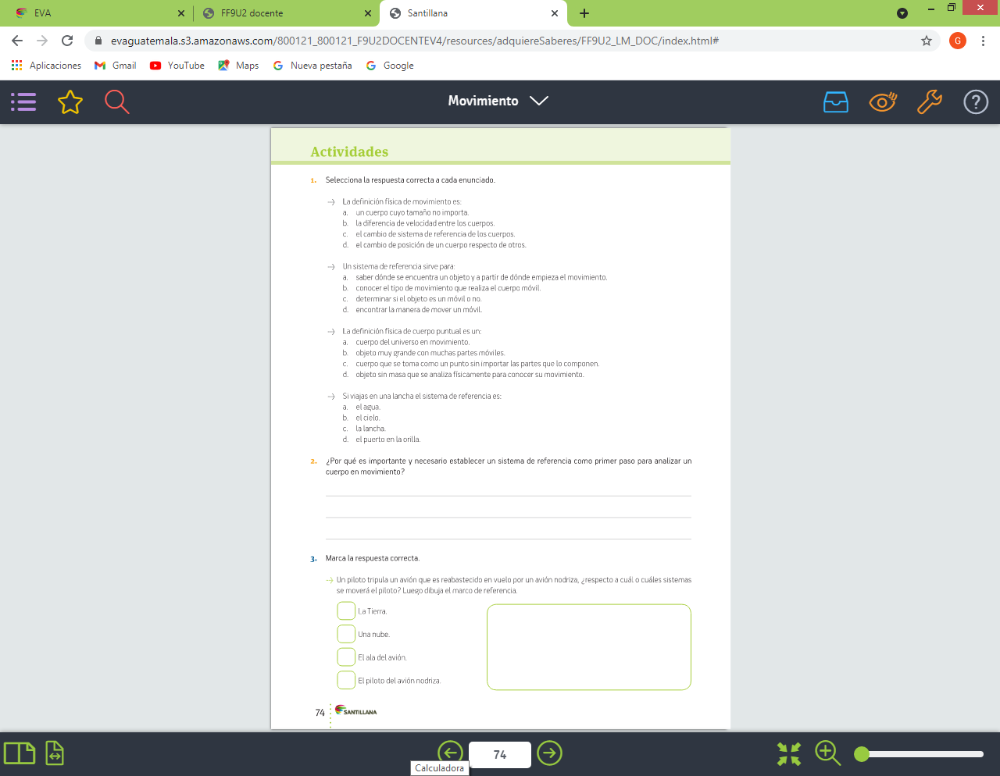 EVA
FF9U2 docente
Santillana
evaguatemala.s3.amazonaws.com/800121_800121_F9U2DOCENTEV4/resources/adquiereSaberes/FF9U2_LM_DOC/index.html#
G
Aplicaciones
Gmail
YouTube
Maps
Nueva pestaña
Google
Movimiento
Actividades
1. Selecciona la respuesta correcta a cada enunciado.
La definición física de movimiento es:
a. un cuerpo cuyo tamaño no importa.
b. la diferencia de velocidad entre los cuerpos.
c. el cambio de sistema de referencia de los cuerpos.
d. el cambio de posición de un cuerpo respecto de otros.
Un sistema de referencia sirve para:
a. saber dónde se encuentra un objeto y a partir de dónde empieza el movimiento.
b. conocer el tipo de movimiento que realiza el cuerpo móvil.
c. determinar si el objeto es un móvil o no.
d. encontrar la manera de mover un móvil.
La definición física de cuerpo puntual es un:
a. cuerpo del universo en movimiento.
b. objeto muy grande con muchas partes móviles.
c. cuerpo que se toma como un punto sin importar las partes que lo componen.
d. objeto sin masa que se analiza físicamente para conocer su movimiento.
Si viajas en una lancha el sistema de referencia es:
a. el agua.
b. el cielo.
c. la lancha.
d. el puerto en la orilla.
2. ¿Por qué es importante y necesario establecer un sistema de referencia como primer paso para analizar un
cuerpo en movimiento?
3. Marca la respuesta correcta.
Un piloto tripula un avión que es reabastecido en vuelo por un avión nodriza, ¿respecto a cuál o cuáles sistemas
se moverá el piloto? Luego dibuja el marco de referencia.
La Tierra.
Una nube.
El ala del avión.
El piloto del avión nodriza.
74
SANTILLANA
74
Calculadora